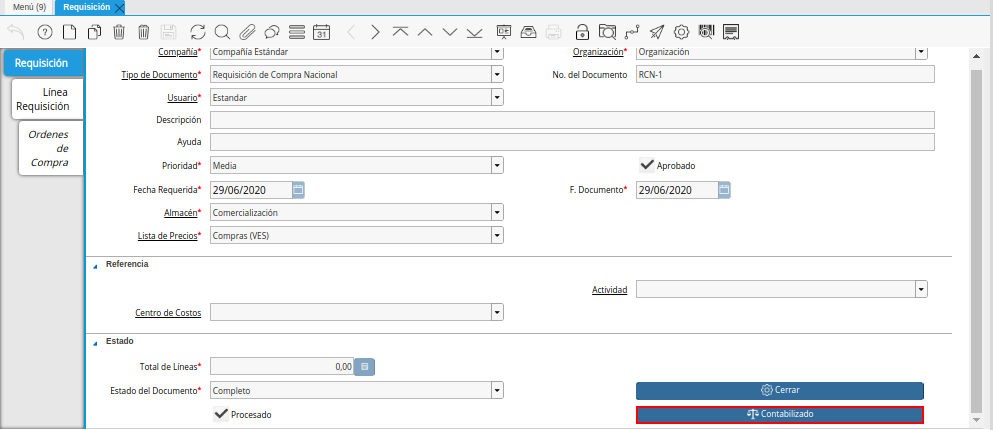 Menú (9) Requisición
31
Requisición
Línea
Requisición
Ordenes
de
Compra
Compañía* Compañía Estándar Organización* Organización
Tipo de Documento* Requisición de Compra Nacional No. del Documento RCN-1
Usuario* Estandar
Descripción
Ayuda
Prioridad* Media Aprobado
Fecha Requerida* 29/06/2020 F. Documento* 29/06/2020
Almacén* Comercialización
Lista de Precios* Compras (VES)
Referencia
Actividad
Centro de Costos
Estado
Total de Líneas* 0,00
Estado del Documento* Completo Cerrar
Procesado Contabilizado